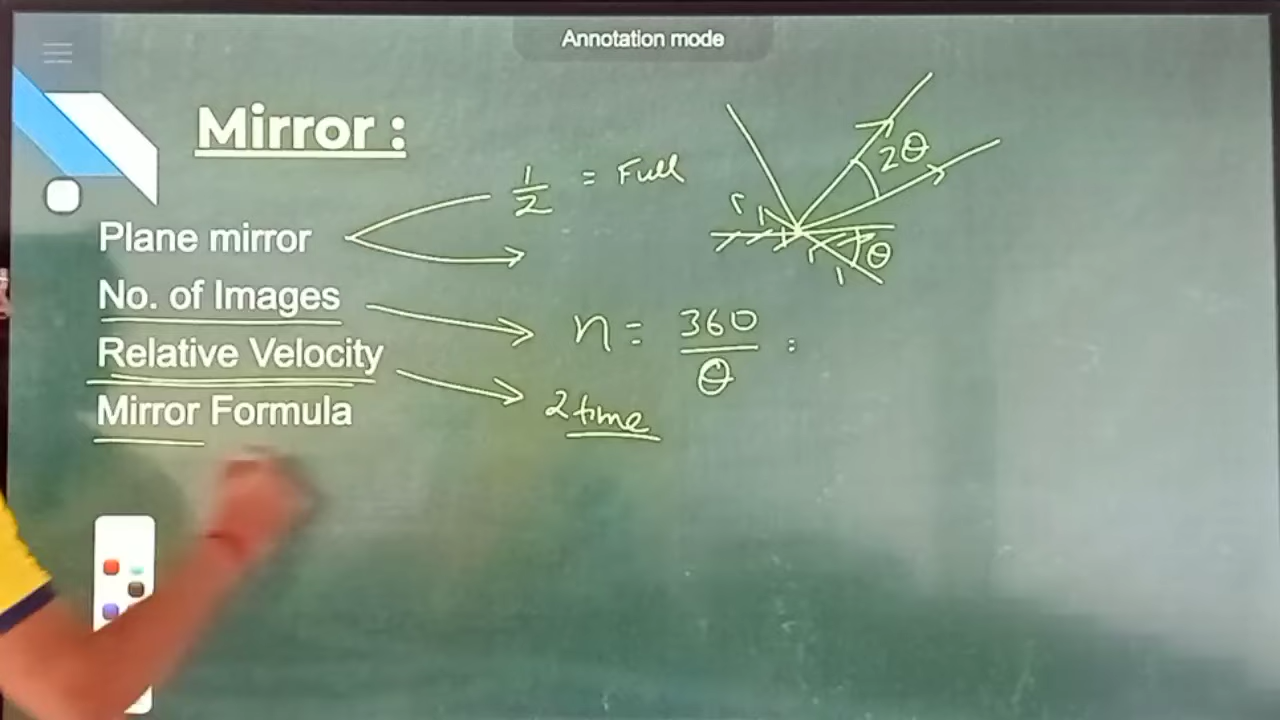 Annotation mode
Mirror :
1/2 = Full
2θ
θ
Plane mirror
No. of Images
n = 360/θ :
Relative Velocity
2 time
Mirror Formula